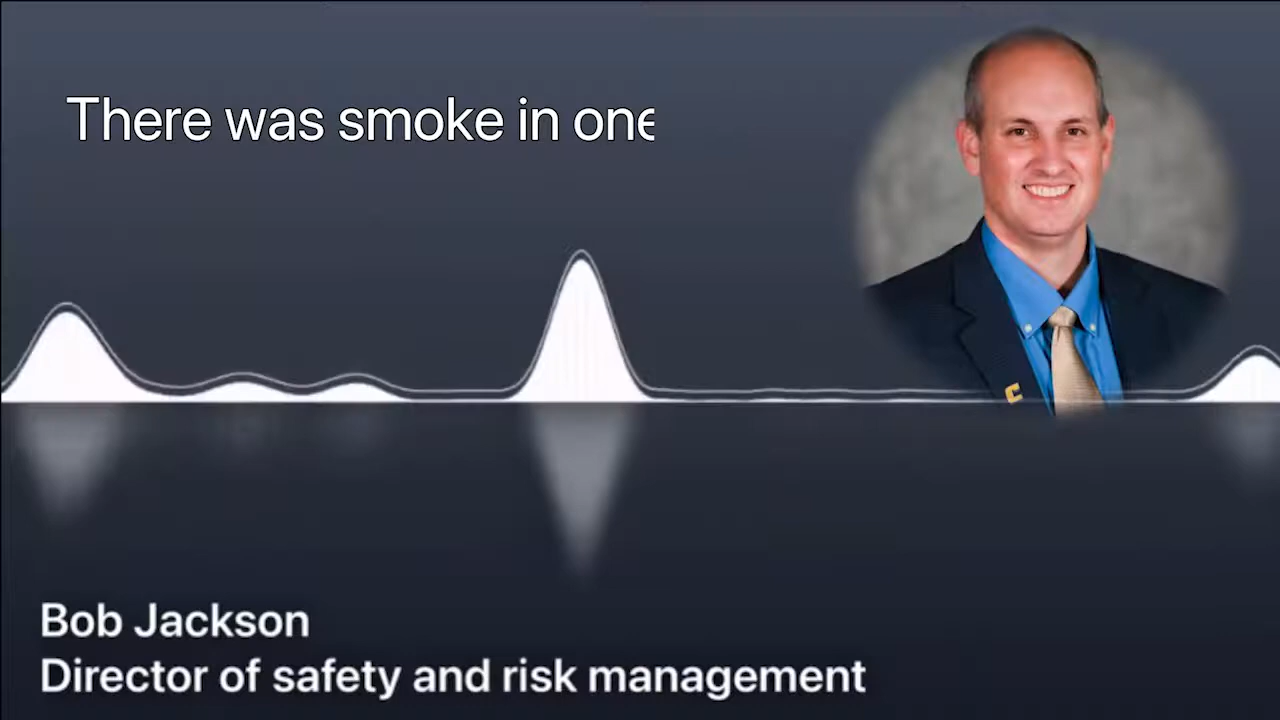 There was smoke in one
Bob Jackson
Director of safety and risk management